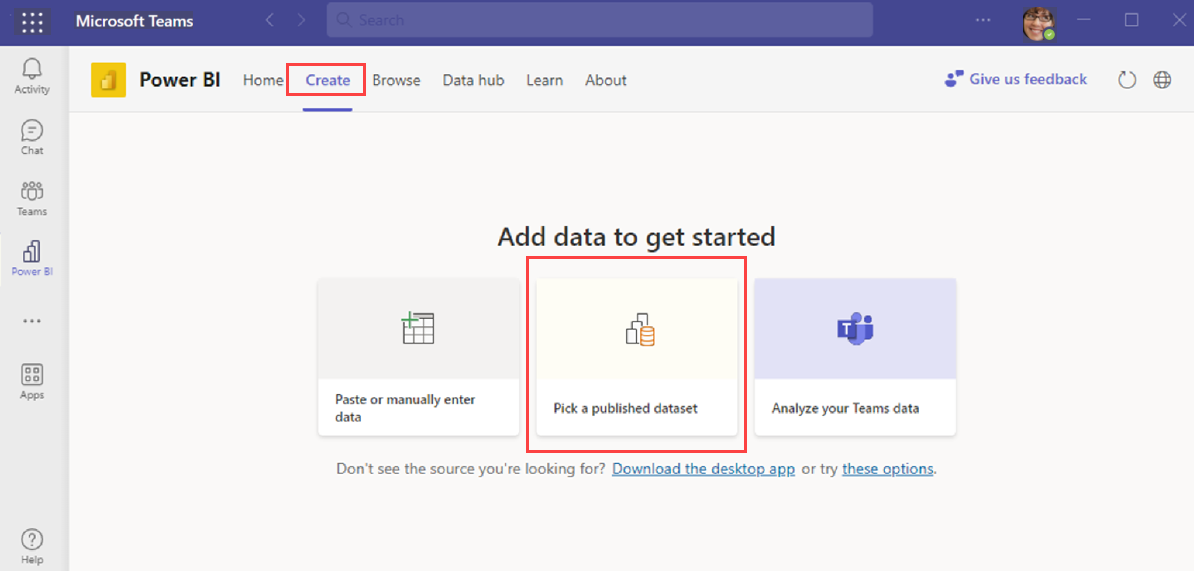 Microsoft Teams
Search
Activity
Chat
Teams
Power BI
Apps
Help
Power BI Home Create Browse Data hub Learn About Give us feedback
Add data to get started
Paste or manually enter
data
Pick a published dataset
T
Analyze your Teams data
Don't see the source you're looking for? Download the desktop app or try these options.